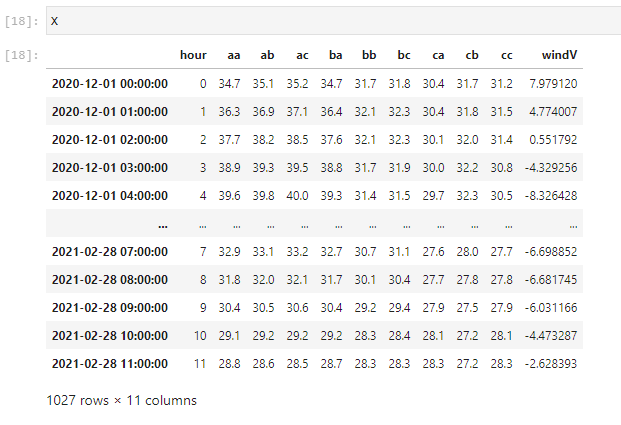 [18]: x
[18]:
hour aa ab ac ba bb bc ca cb cc windV
2020-12-01 00:00:00 0 34.7 35.1 35.2 34.7 31.7 31.8 30.4 31.7 31.2 7.979120
2020-12-01 01:00:00 1 36.3 36.9 37.1 36.4 32.1 32.3 30.4 31.8 31.5 4.774007
2020-12-01 02:00:00 2 37.7 38.2 38.5 37.6 32.1 32.3 30.1 32.0 31.4 0.551792
2020-12-01 03:00:00 3 38.9 39.3 39.5 38.8 31.7 31.9 30.0 32.2 30.8 -4.329256
2020-12-01 04:00:00 4 39.6 39.8 40.0 39.3 31.4 31.5 29.7 32.3 30.5 -8.326428
... ... ... ... ... ... ... ... ... ... ... ...
2021-02-28 07:00:00 7 32.9 33.1 33.2 32.7 30.7 31.1 27.6 28.0 27.7 -6.698852
2021-02-28 08:00:00 8 31.8 32.0 32.1 31.7 30.1 30.4 27.7 27.8 27.8 -6.681745
2021-02-28 09:00:00 9 30.4 30.5 30.6 30.4 29.2 29.4 27.9 27.5 27.9 -6.031166
2021-02-28 10:00:00 10 29.1 29.2 29.2 29.2 28.3 28.4 28.1 27.2 28.1 -4.473287
2021-02-28 11:00:00 11 28.8 28.6 28.5 28.7 28.3 28.3 28.3 27.2 28.3 -2.628393
1027 rows × 11 columns